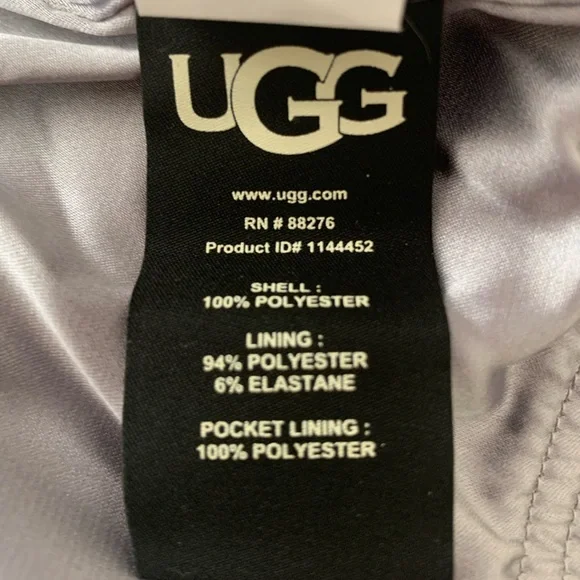 UGG
www.ugg.com
RN # 88276
Product ID# 1144452
SHELL :
100% POLYESTER
LINING :
94% POLYESTER
6% ELASTANE
POCKET LINING :
100% POLYESTER